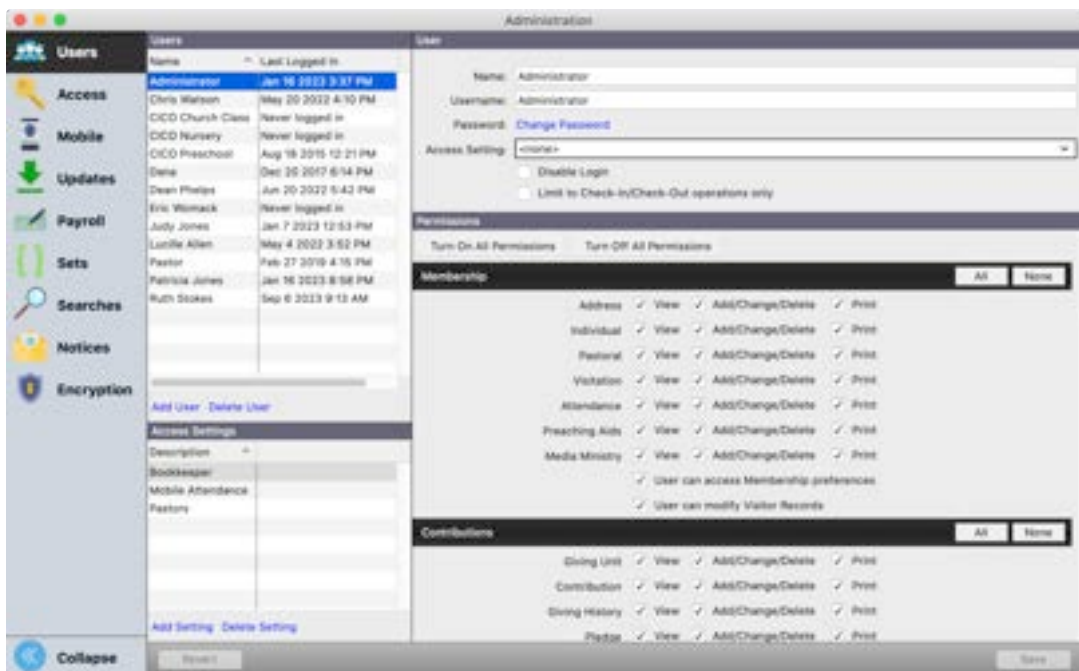 Administration
Users
Access
Mobile
Updates
Payroll
Sets
Searches
Notices
Encryption
Collapse
Users
Name Last Logged In
Administrator Jan 16 2023 3:37 PM
Chris Watson May 20 2022 4:10 PM
CICO Church Class Never logged in
CICO Nursery Never logged in
CICO Preschool Aug 18 2015 12:21 PM
Dena Dec 25 2017 6:14 PM
Dean Phelps Jun 20 2022 5:42 PM
Eric Womack Never logged in
Judy Jones Jan 7 2023 12:53 PM
Lucille Allen May 4 2022 3:52 PM
Pastor Feb 27 2019 4:15 PM
Patricia Jones Jan 16 2023 8:58 PM
Ruth Stokes Sep 6 2023 9:13 AM
Add User Delete User
Access Settings
Description
Bookkeeper
Mobile Attendance
Pastors
Add Setting Delete Setting
Revert
User
Name: Administrator
Username: Administrator
Password: Change Password
Access Setting: <none>
Disable Login
Limit to Check-In/Check-Out operations only
Permissions
Turn On All Permissions Turn Off All Permissions
Membership All None
Address View Add/Change/Delete Print
Individual View Add/Change/Delete Print
Pastoral View Add/Change/Delete Print
Visitation View Add/Change/Delete Print
Attendance View Add/Change/Delete Print
Preaching Aids View Add/Change/Delete Print
Media Ministry View Add/Change/Delete Print
User can access Membership preferences
User can modify Visitor Records
Contributions All None
Giving Unit View Add/Change/Delete Print
Contribution View Add/Change/Delete Print
Giving History View Add/Change/Delete Print
Pledge View Add/Change/Delete Print
Save